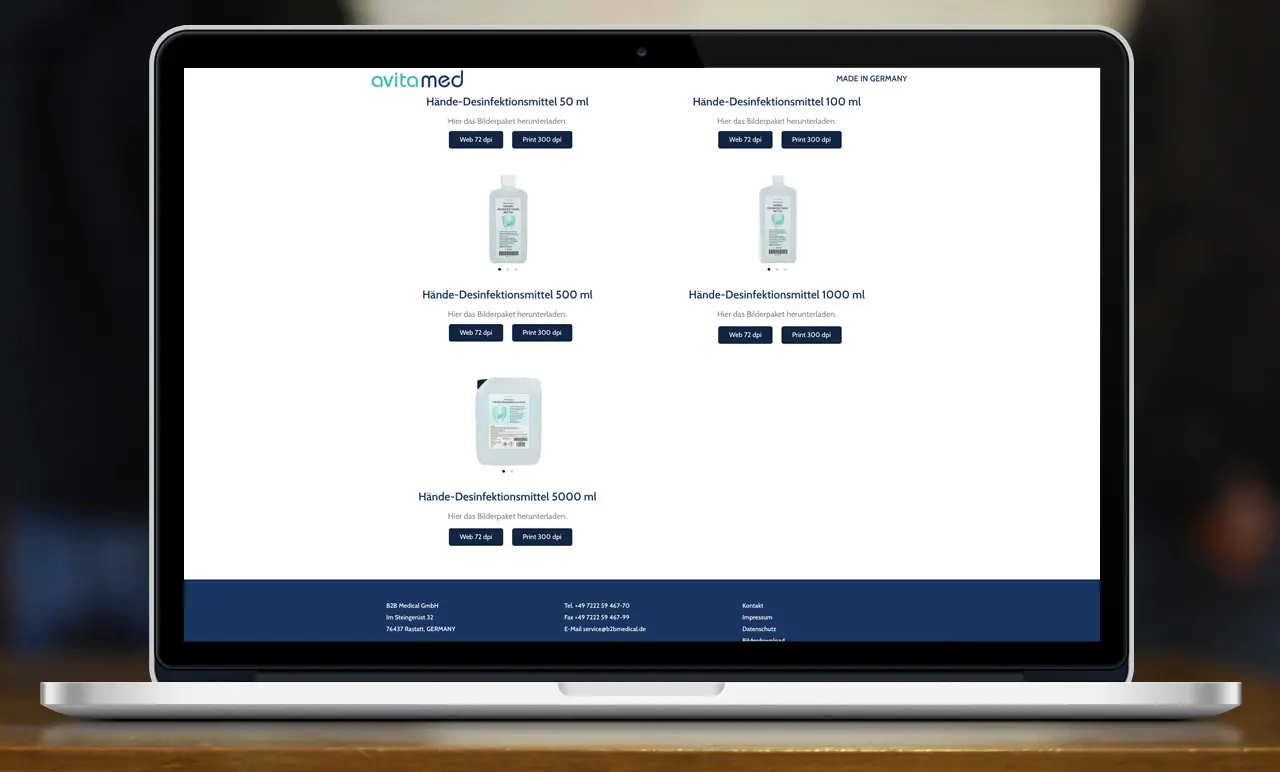 avitamed
MADE IN GERMANY
Hände-Desinfektionsmittel 50 ml
Hände-Desinfektionsmittel 100 ml
Hier das Bilderpaket herunterladen.
Hier das Bilderpaket herunterladen.
Web 72 dpi
Print 300 dpi
Web 72 dpi
Print 300 dpi
Hände-Desinfektionsmittel 500 ml
Hände-Desinfektionsmittel 1000 ml
Hier das Bilderpaket herunterladen.
Hier das Bilderpaket herunterladen.
Web 72 dpi
Print 300 dpi
Web 72 dpi
Print 300 dpi
Hände-Desinfektionsmittel 5000 ml
Hier das Bilderpaket herunterladen.
Web 72 dpi
Print 300 dpi
B2B Medical GmbH
Im Steingerüst 32
76437 Rastatt, GERMANY
Tel. +49 7222 59 467-70
Fax +49 7222 59 467-99
E-Mail service@b2bmedical.de
Kontakt
Impressum
Datenschutz
Bilderdownload